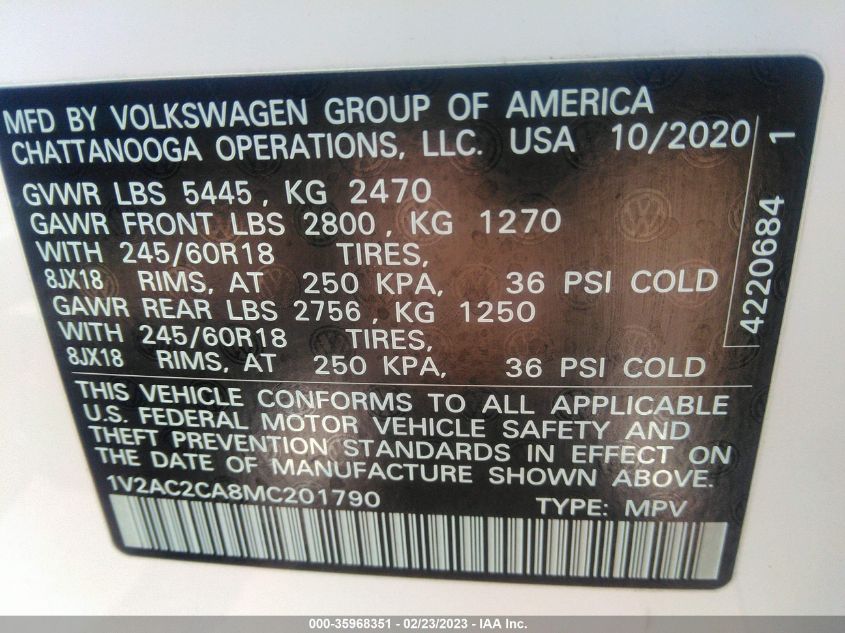 MFD BY VOLKSWAGEN GROUP OF AMERICA
CHATTANOOGA OPERATIONS, LLC. USA 10/2020
GVWR LBS 5445, KG 2470
GAWR FRONT LBS 2800, KG 1270
WITH 245/60R18 TIRES,
8JX18 RIMS, AT 250 KPA, 36 PSI COLD
GAWR REAR LBS 2756, KG 1250
WITH 245/60R18 TIRES,
8JX18 RIMS, AT 250 KPA, 36 PSI COLD
4220684 1
THIS VEHICLE CONFORMS TO ALL APPLICABLE
U.S. FEDERAL MOTOR VEHICLE SAFETY AND
THEFT PREVENTION STANDARDS IN EFFECT ON
THE DATE OF MANUFACTURE SHOWN ABOVE.
1V2AC2CA8MC201790 TYPE: MPV
000-35968351 / 02/23/2023 - IAA Inc.